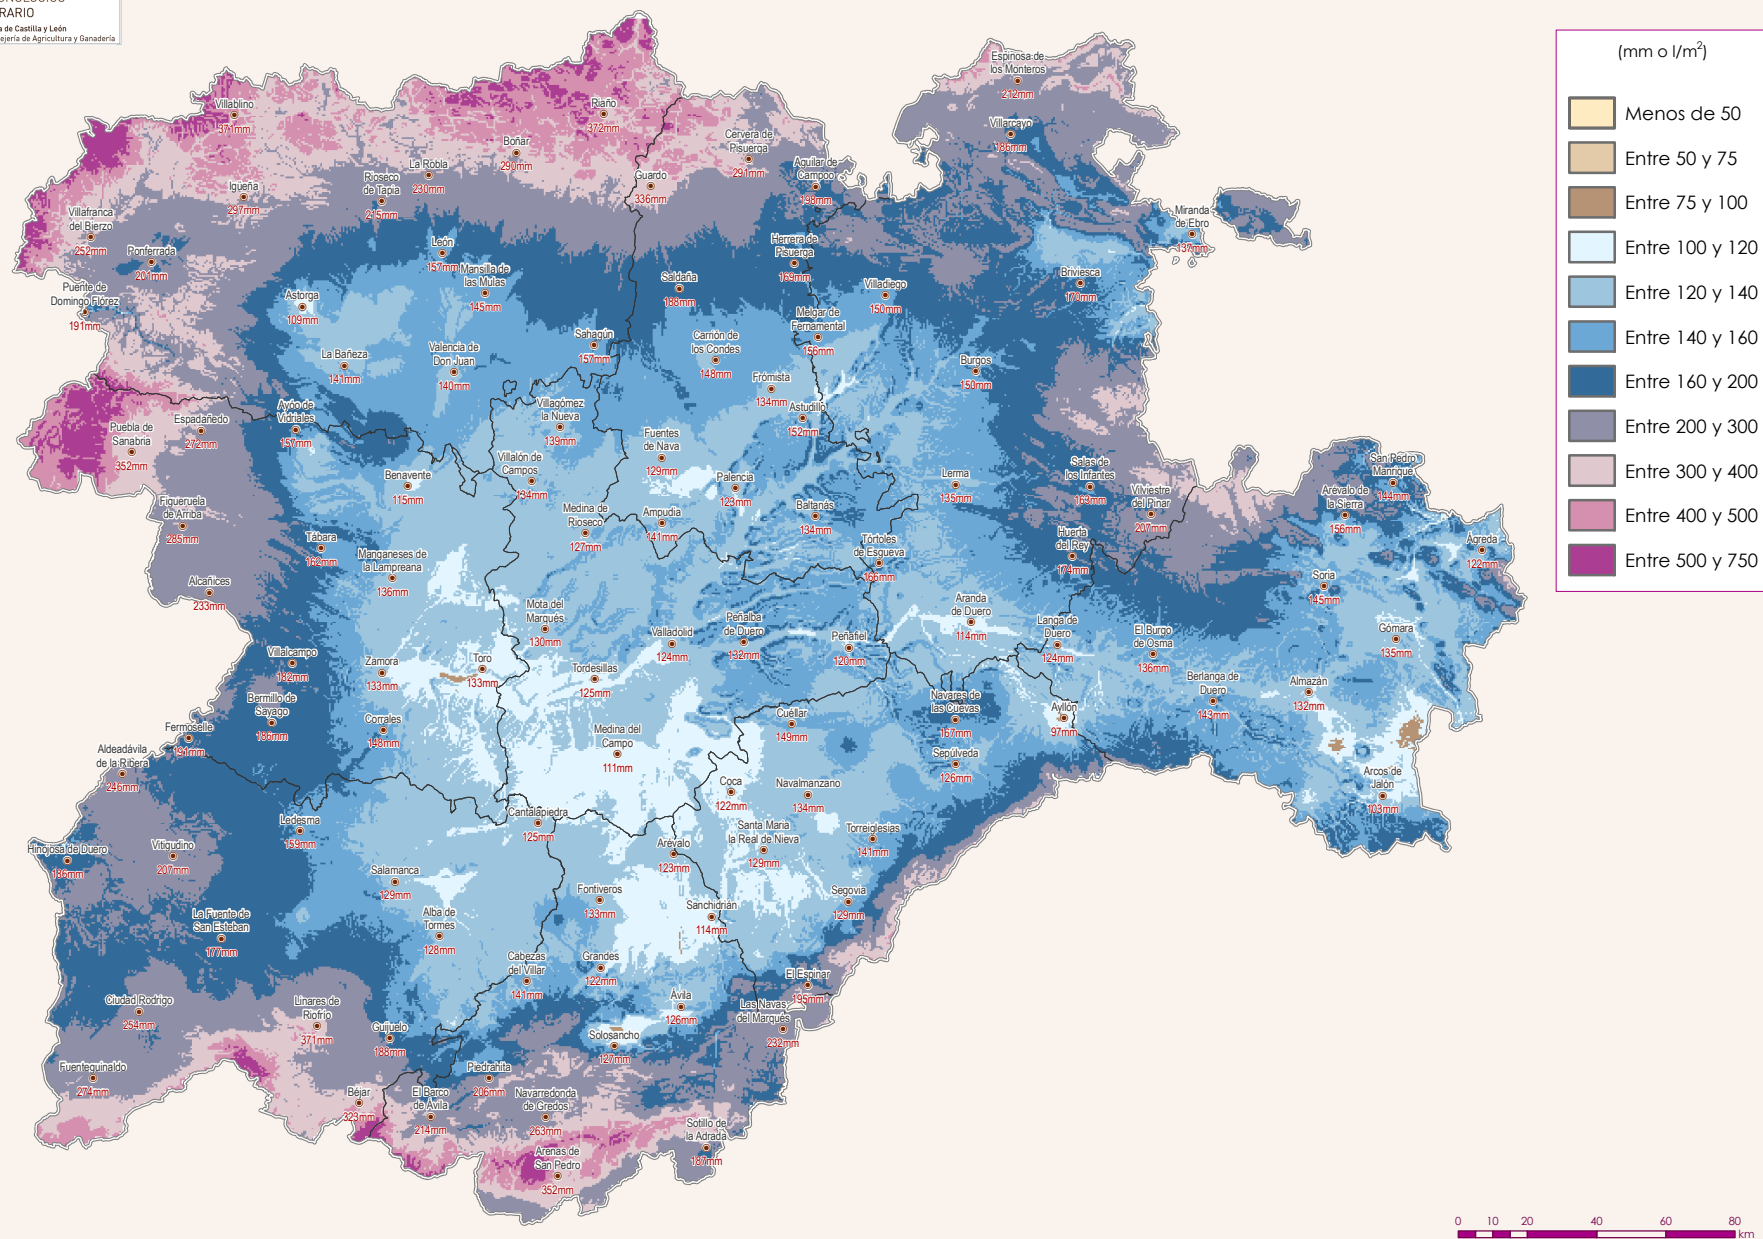 RARIO
a de Castilla y León
ejería de Agricultura y Ganadería
(mm o l/m²)
Menos de 50
Entre 50 y 75
Entre 75 y 100
Entre 100 y 120
Entre 120 y 140
Entre 140 y 160
Entre 160 y 200
Entre 200 y 300
Entre 300 y 400
Entre 400 y 500
Entre 500 y 750
Espinosa de
los Monteros
212mm
Villablino
371mm
Riaño
372mm
Villarcayo
186mm
Boñar
290mm
Cervera de
Pisuerga
291mm
La Robla
230mm
Aguilar de
Campoo
198mm
Igüeña
297mm
Rioseco
de Tapia
215mm
Guardo
336mm
Villafranca
del Bierzo
252mm
Miranda
de Ebro
137mm
Ponferrada
201mm
León
157mm
Herrera de
Pisuerga
169mm
Mansilla de
las Mulas
145mm
Saldaña
188mm
Villadiego
150mm
Briviesca
170mm
Puente de
Domingo Flórez
191mm
Astorga
109mm
Melgar de
Fernamental
156mm
Sahagún
157mm
Carrión de
los Condes
148mm
La Bañeza
141mm
Valencia de
Don Juan
140mm
Burgos
150mm
Frómista
134mm
Astudillo
152mm
Villagómez
la Nueva
139mm
Ayóo de
Vidriales
157mm
Espadañedo
272mm
Puebla de
Sanabria
352mm
Fuentes
de Nava
129mm
Villalón de
Campos
134mm
Benavente
115mm
Palencia
123mm
Lerma
135mm
Salas de
los Infantes
163mm
Vilviestre
del Pinar
207mm
San Pedro
Manrique
144mm
Arévalo de
la Sierra
156mm
Figueruela
de Arriba
285mm
Medina de
Rioseco
127mm
Ampudia
141mm
Baltanás
134mm
Tábara
162mm
Manganeses de
la Lampreana
136mm
Tórtoles
de Esgueva
166mm
Huerta
del Rey
174mm
Ágreda
122mm
Alcañices
233mm
Soria
145mm
Mota del
Marqués
130mm
Valladolid
124mm
Peñalba
de Duero
132mm
Peñafiel
120mm
Aranda
de Duero
114mm
Langa de
Duero
124mm
El Burgo
de Osma
136mm
Gómara
135mm
Villalcampo
182mm
Zamora
133mm
Toro
133mm
Tordesillas
125mm
Bermillo de
Sayago
186mm
Fermoselle
191mm
Corrales
148mm
Medina del
Campo
111mm
Cuéllar
149mm
Navares de
las Cuevas
167mm
Ayllón
97mm
Berlanga de
Duero
143mm
Almazán
132mm
Aldeadávila
de la Ribera
246mm
Sepúlveda
126mm
Arcos de
Jalón
103mm
Coca
122mm
Navalmanzano
134mm
Cantalapiedra
125mm
Ledesma
159mm
Santa María
la Real de Nieva
129mm
Torreiglesias
141mm
Hinojosa de Duero
186mm
Vitigudino
207mm
Arévalo
123mm
Salamanca
129mm
Fontiveros
133mm
Segovia
129mm
Sanchidrián
114mm
Alba de
Tormes
128mm
La Fuente de
San Esteban
177mm
Cabezas
del Villar
141mm
Grandes
122mm
El Espinar
195mm
Ávila
126mm
Las Navas
del Marqués
232mm
Ciudad Rodrigo
254mm
Linares de
Riofrío
371mm
Guijuelo
188mm
Solosancho
127mm
Fuenteguinaldo
274mm
Piedrahita
206mm
Béjar
323mm
El Barco
de Ávila
214mm
Navarredonda
de Gredos
263mm
Sotillo de
la Adrada
187mm
Arenas de
San Pedro
352mm
0 10 20 40 60 80
km